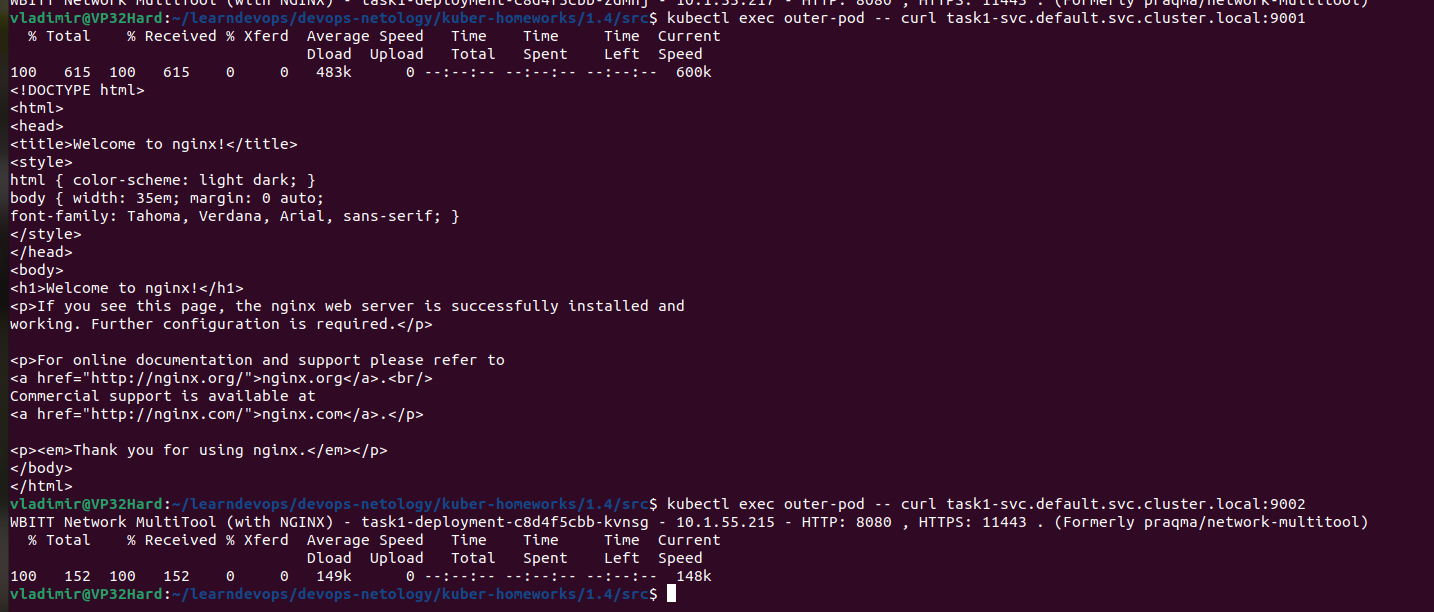 WBITT Network MultiTool (with NGINX) - task1-deployment-c8d4f5cbb-zdmnj - 10.1.55.217 - HTTP: 8080 , HTTPS: 11443 . (Formerly praqma/network-multitool)
vladimir@VP32Hard:~/learndevops/devops-netology/kuber-homeworks/1.4/src$ kubectl exec outer-pod -- curl task1-svc.default.svc.cluster.local:9001
  % Total    % Received % Xferd  Average Speed   Time    Time     Time  Current
                                 Dload  Upload   Total   Spent    Left  Speed
100   615  100   615    0     0   483k      0 --:--:-- --:--:-- --:--:--  600k
<!DOCTYPE html>
<html>
<head>
<title>Welcome to nginx!</title>
<style>
html { color-scheme: light dark; }
body { width: 35em; margin: 0 auto;
font-family: Tahoma, Verdana, Arial, sans-serif; }
</style>
</head>
<body>
<h1>Welcome to nginx!</h1>
<p>If you see this page, the nginx web server is successfully installed and
working. Further configuration is required.</p>

<p>For online documentation and support please refer to
<a href="http://nginx.org/">nginx.org</a>.<br/>
Commercial support is available at
<a href="http://nginx.com/">nginx.com</a>.</p>

<p><em>Thank you for using nginx.</em></p>
</body>
</html>
vladimir@VP32Hard:~/learndevops/devops-netology/kuber-homeworks/1.4/src$ kubectl exec outer-pod -- curl task1-svc.default.svc.cluster.local:9002
WBITT Network MultiTool (with NGINX) - task1-deployment-c8d4f5cbb-kvnsg - 10.1.55.215 - HTTP: 8080 , HTTPS: 11443 . (Formerly praqma/network-multitool)
  % Total    % Received % Xferd  Average Speed   Time    Time     Time  Current
                                 Dload  Upload   Total   Spent    Left  Speed
100   152  100   152    0     0   149k      0 --:--:-- --:--:-- --:--:--  148k
vladimir@VP32Hard:~/learndevops/devops-netology/kuber-homeworks/1.4/src$